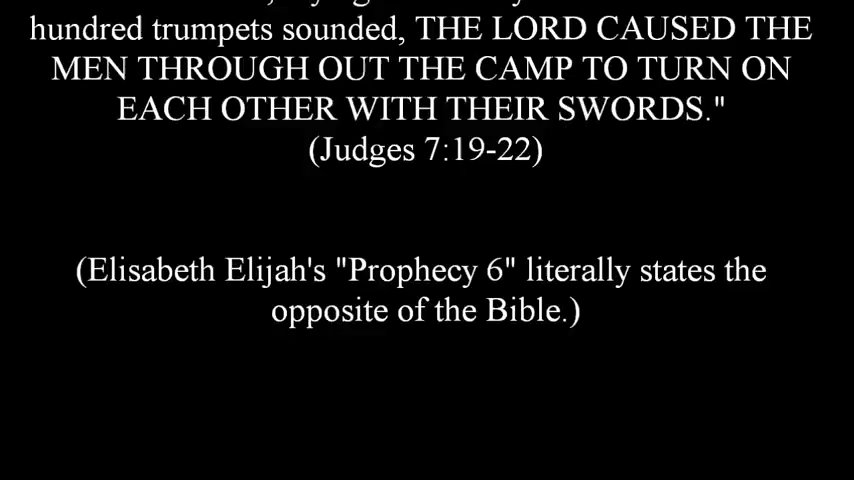 hundred trumpets sounded, THE LORD CAUSED THE
MEN THROUGH OUT THE CAMP TO TURN ON
EACH OTHER WITH THEIR SWORDS."
(Judges 7:19-22)
(Elisabeth Elijah's "Prophecy 6" literally states the
opposite of the Bible.)